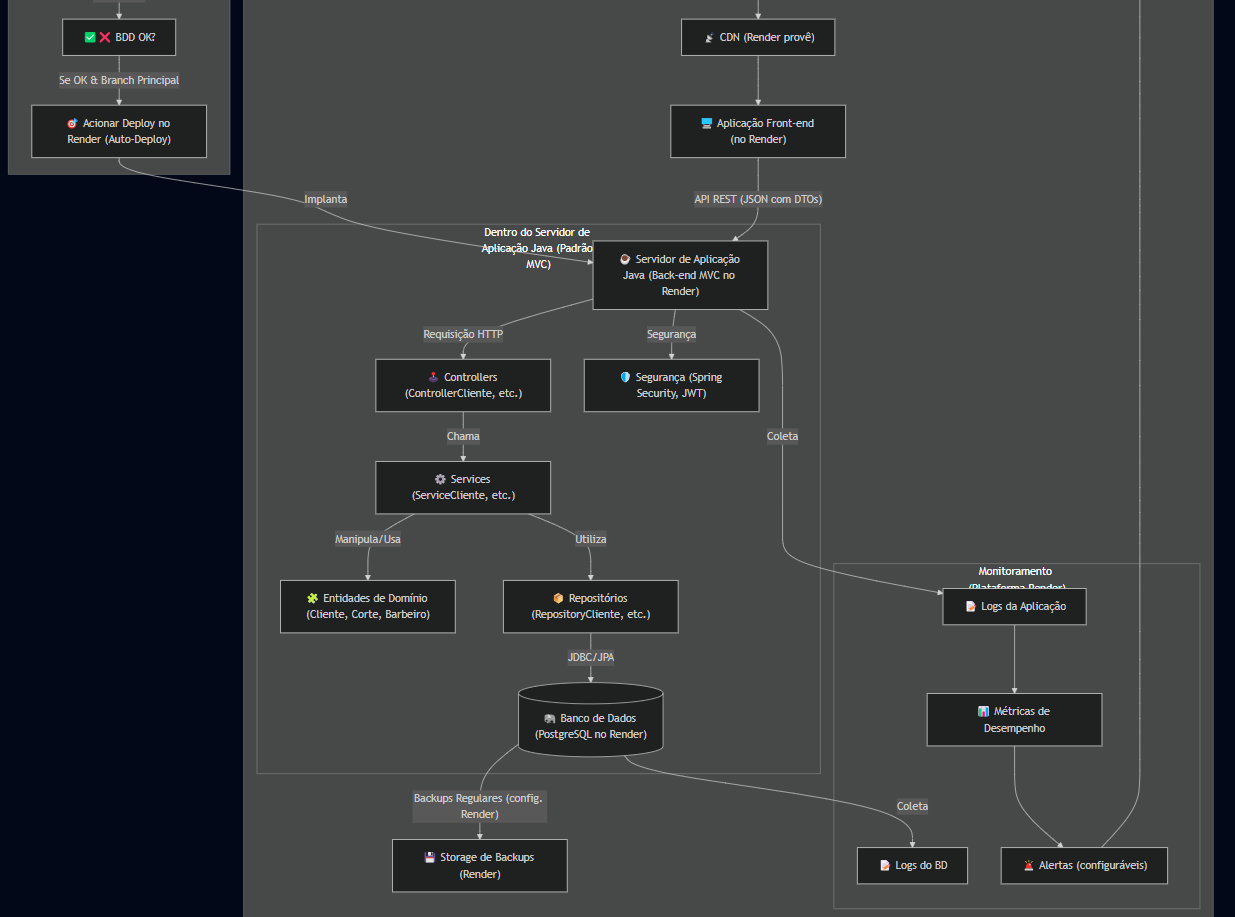 BDD OK?
Se OK & Branch Principal
Acionar Deploy no
Render (Auto-Deploy)
CDN (Render provê)
Aplicação Front-end
(no Render)
Implanta
API REST (JSON com DTOs)
Dentro do Servidor de
Aplicação Java (Padrão
MVC)
Servidor de Aplicação
Java (Back-end MVC no
Render)
Requisição HTTP
Segurança
Controllers
(ControllerCliente, etc.)
Segurança (Spring
Security, JWT)
Chama
Coleta
Services
(ServiceCliente, etc.)
Manipula/Usa
Utiliza
Entidades de Domínio
(Cliente, Corte, Barbeiro)
Repositórios
(RepositoryCliente, etc.)
Monitoramento
(Plataforma Render)
Logs da Aplicação
JDBC/JPA
Banco de Dados
(PostgreSQL no Render)
Métricas de
Desempenho
Backups Regulares (config.
Render)
Coleta
Storage de Backups
(Render)
Logs do BD
Alertas (configuráveis)